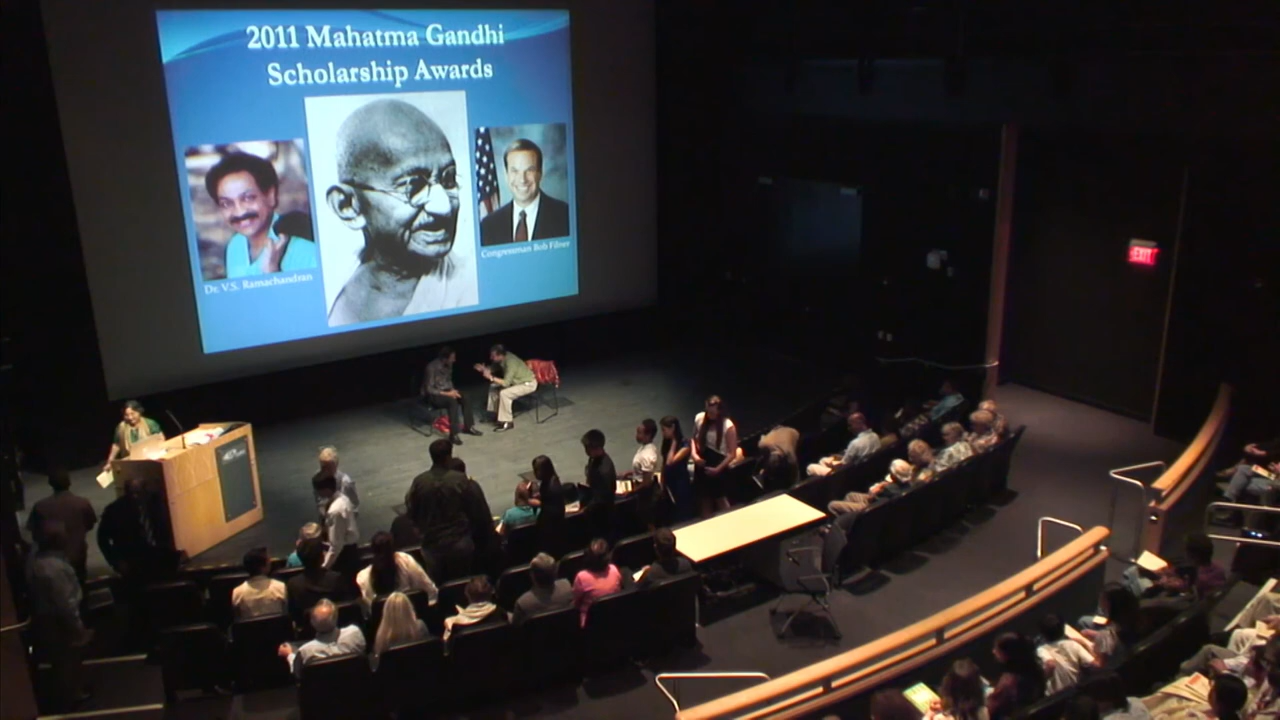 2011 Mahatma Gandhi
Scholarship Awards
Dr. V.S. Ramachandran
Congressman Bob Filner
EXIT